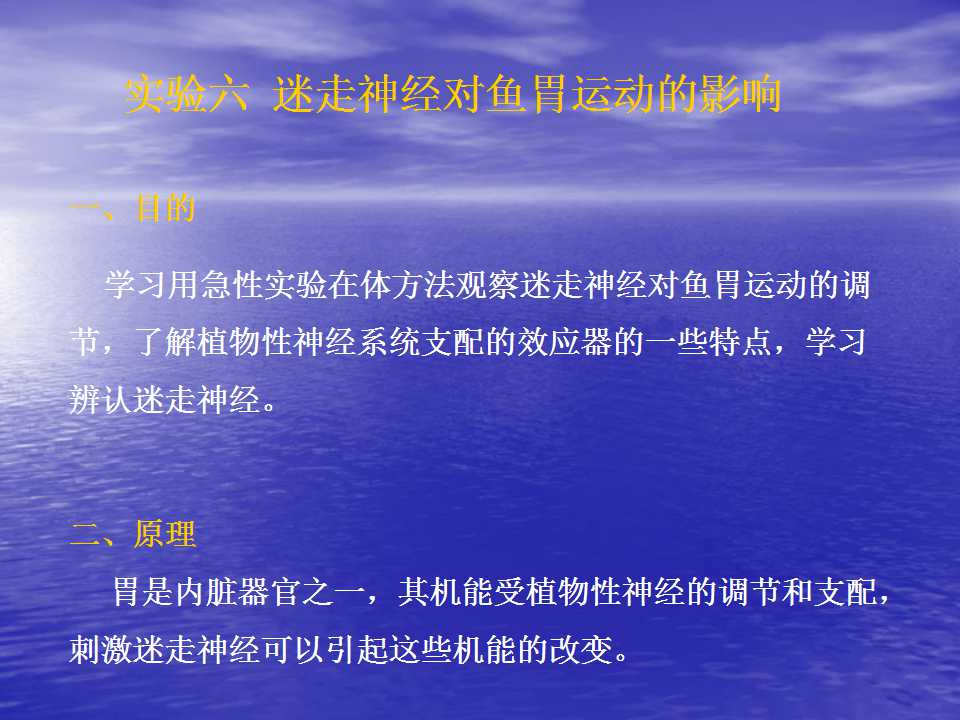 实验六 迷走神经对鱼胃运动的影响
一、目的
学习用急性实验在体方法观察迷走神经对鱼胃运动的调
节，了解植物性神经系统支配的效应器的一些特点，学习
辨认迷走神经。
二、原理
胃是内脏器官之一，其机能受植物性神经的调节和支配，
刺激迷走神经可以引起这些机能的改变。